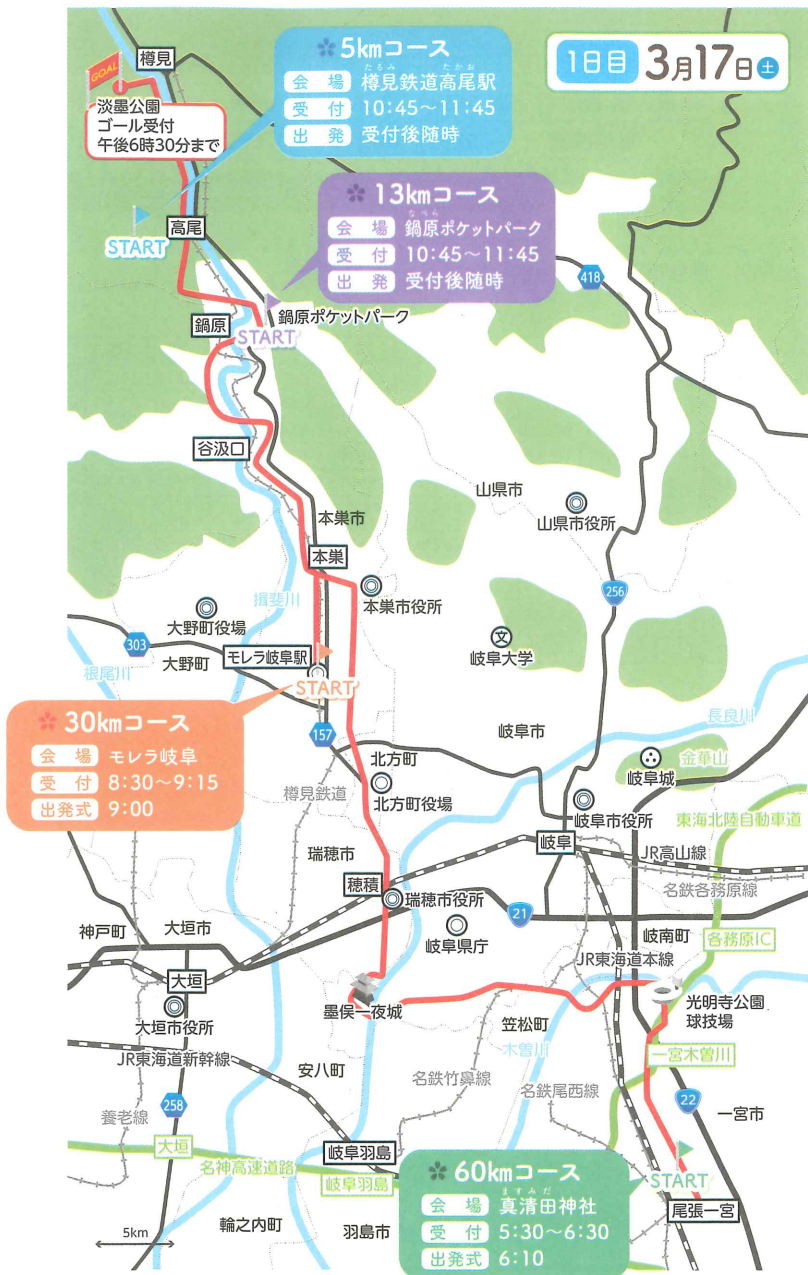 5kmコース
たるみ たかお
会場 樽見鉄道高尾駅
受付 10:45～11:45
出発 受付後随時
1日目 3月17日土
樽見
GOAL
淡墨公園
ゴール受付
午後6時30分まで
START
高尾
13kmコース
なべら
会場 鍋原ポケットパーク
受付 10:45～11:45
出発 受付後随時
418
鍋原
鍋原ポケットパーク
START
谷汲口
山県市
山県市役所
本巣市
本巣
本巣市役所
256
揖斐川
大野町役場
303
大野町
根尾川
モレラ岐阜駅
START
文
岐阜大学
30kmコース
会場 モレラ岐阜
受付 8:30～9:15
出発式 9:00
157
岐阜市
長良川
北方町
北方町役場
樽見鉄道
金華山
岐阜城
岐阜市役所
東海北陸自動車道
瑞穂市
岐阜
JR高山線
名鉄各務原線
穂積
瑞穂市役所
21
岐阜県庁
神戸町
大垣市
岐南町
各務原IC
JR東海道本線
大垣
大垣市役所
墨俣一夜城
笠松町
木曽川
光明寺公園
球技場
JR東海道新幹線
安八町
名鉄竹鼻線
名鉄尾西線
一宮木曽川
258
養老線
22
一宮市
大垣
名神高速道路
岐阜羽島
岐阜羽島
START
尾張一宮
60kmコース
ますみだ
会場 真清田神社
受付 5:30～6:30
出発式 6:10
5km
輪之内町
羽島市